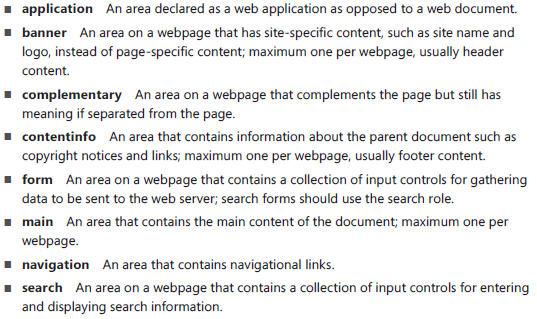 ■ application An area declared as a web application as opposed to a web document.
■ banner An area on a webpage that has site-specific content, such as site name and
logo, instead of page-specific content; maximum one per webpage, usually header
content.
■ complementary An area on a webpage that complements the page but still has
meaning if separated from the page.
■ contentinfo An area that contains information about the parent document such as
copyright notices and links; maximum one per webpage, usually footer content.
■ form An area on a webpage that contains a collection of input controls for gathering
data to be sent to the web server; search forms should use the search role.
■ main An area that contains the main content of the document; maximum one per
webpage.
■ navigation An area that contains navigational links.
■ search An area on a webpage that contains a collection of input controls for entering
and displaying search information.